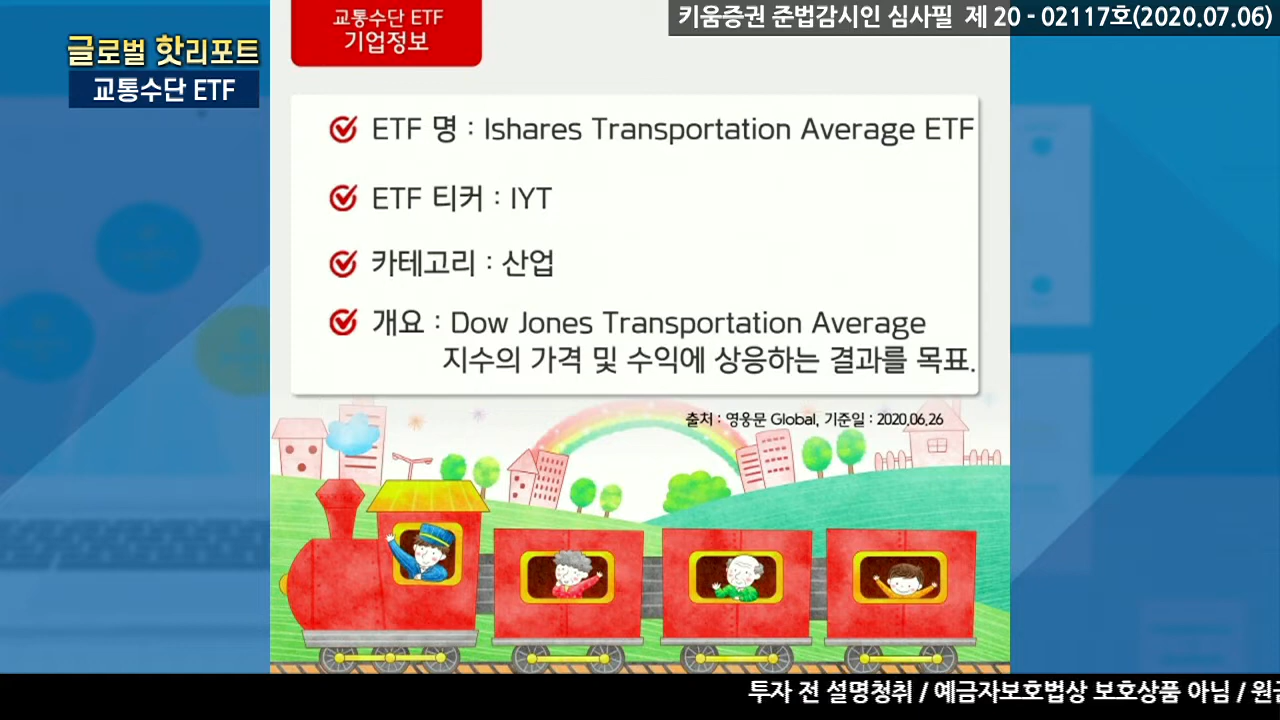 교통수단 ETF
기업정보
키움증권 준법감시인 심사필 제 20 - 02117호(2020.07.06)
글로벌 핫리포트
교통수단 ETF
ETF 명 : Ishares Transportation Average ETF
ETF 티커 : IYT
카테고리 : 산업
개요 : Dow Jones Transportation Average
지수의 가격 및 수익에 상응하는 결과를 목표.
출처 : 영웅문 Global, 기준일 : 2020.06.26
투자 전 설명청취 / 예금자보호법상 보호상품 아님 / 원금